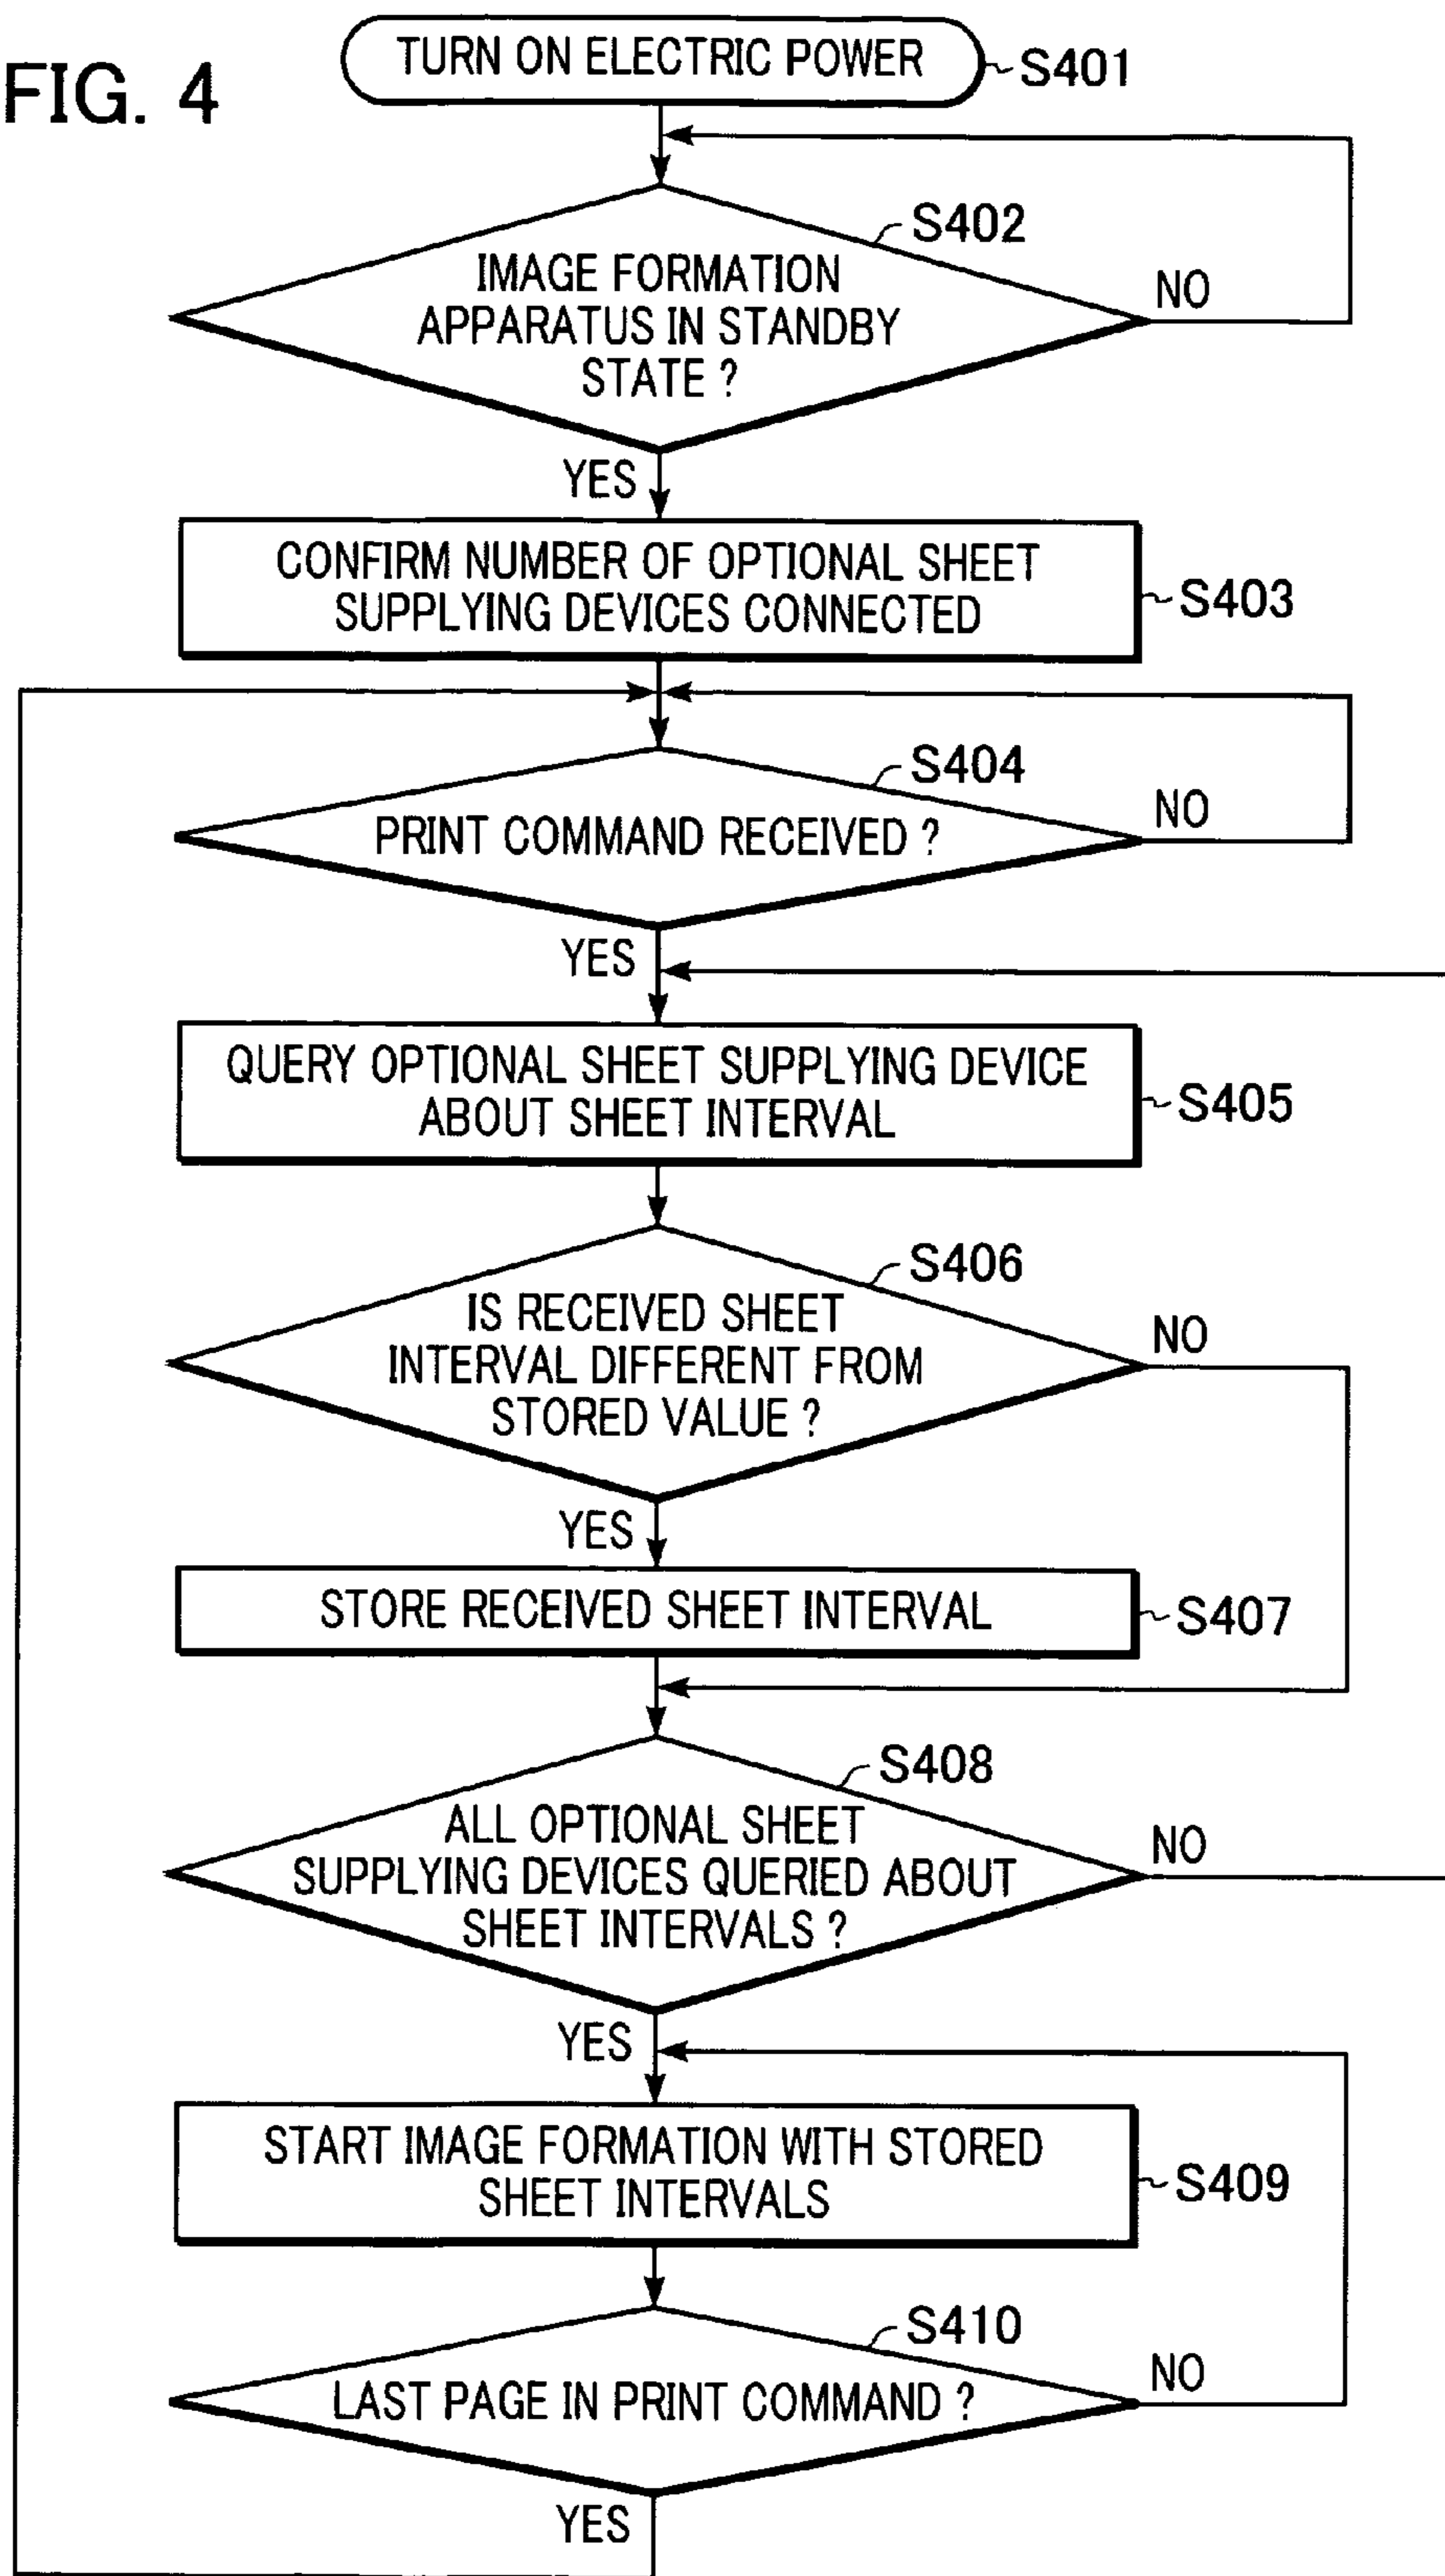 FIG. 4
TURN ON ELECTRIC POWER
S401
S402
IMAGE FORMATION
APPARATUS IN STANDBY
STATE ?
NO
YES
CONFIRM NUMBER OF OPTIONAL SHEET
SUPPLYING DEVICES CONNECTED
S403
S404
PRINT COMMAND RECEIVED ?
NO
YES
QUERY OPTIONAL SHEET SUPPLYING DEVICE
ABOUT SHEET INTERVAL
S405
S406
IS RECEIVED SHEET
INTERVAL DIFFERENT FROM
STORED VALUE ?
NO
YES
STORE RECEIVED SHEET INTERVAL
S407
S408
ALL OPTIONAL SHEET
SUPPLYING DEVICES QUERIED ABOUT
SHEET INTERVALS ?
NO
YES
START IMAGE FORMATION WITH STORED
SHEET INTERVALS
S409
S410
LAST PAGE IN PRINT COMMAND ?
NO
YES